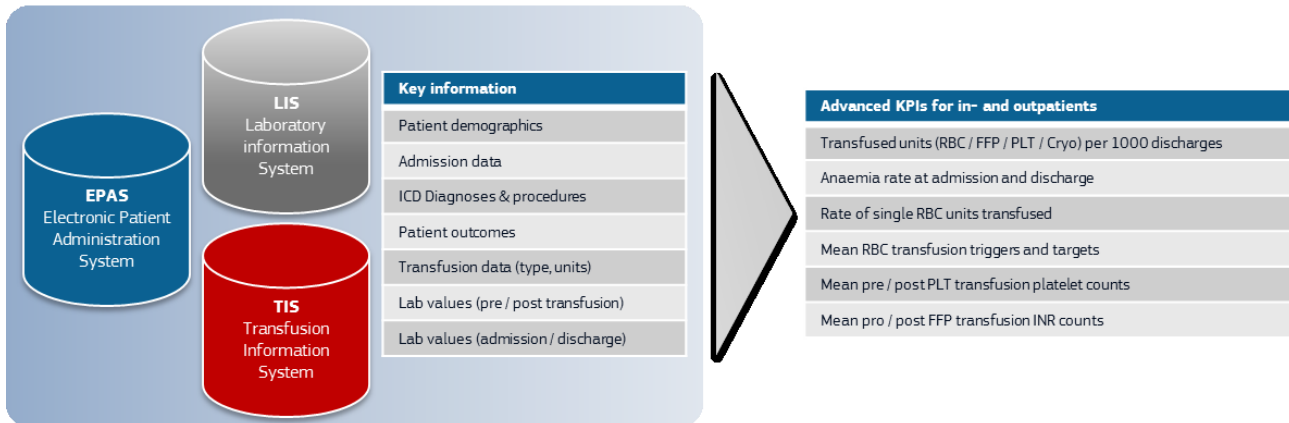 EPAS
Electronic Patient
Administration
System
LIS
Laboratory
information
System
TIS
Transfusion
Information
System
Key information
Patient demographics
Admission data
ICD Diagnoses & procedures
Patient outcomes
Transfusion data (type, units)
Lab values (pre / post transfusion)
Lab values (admission / discharge)
Advanced KPIs for in- and outpatients
Transfused units (RBC / FFP / PLT / Cryo) per 1000 discharges
Anaemia rate at admission and discharge
Rate of single RBC units transfused
Mean RBC transfusion triggers and targets
Mean pre / post PLT transfusion platelet counts
Mean pro / post FFP transfusion INR counts